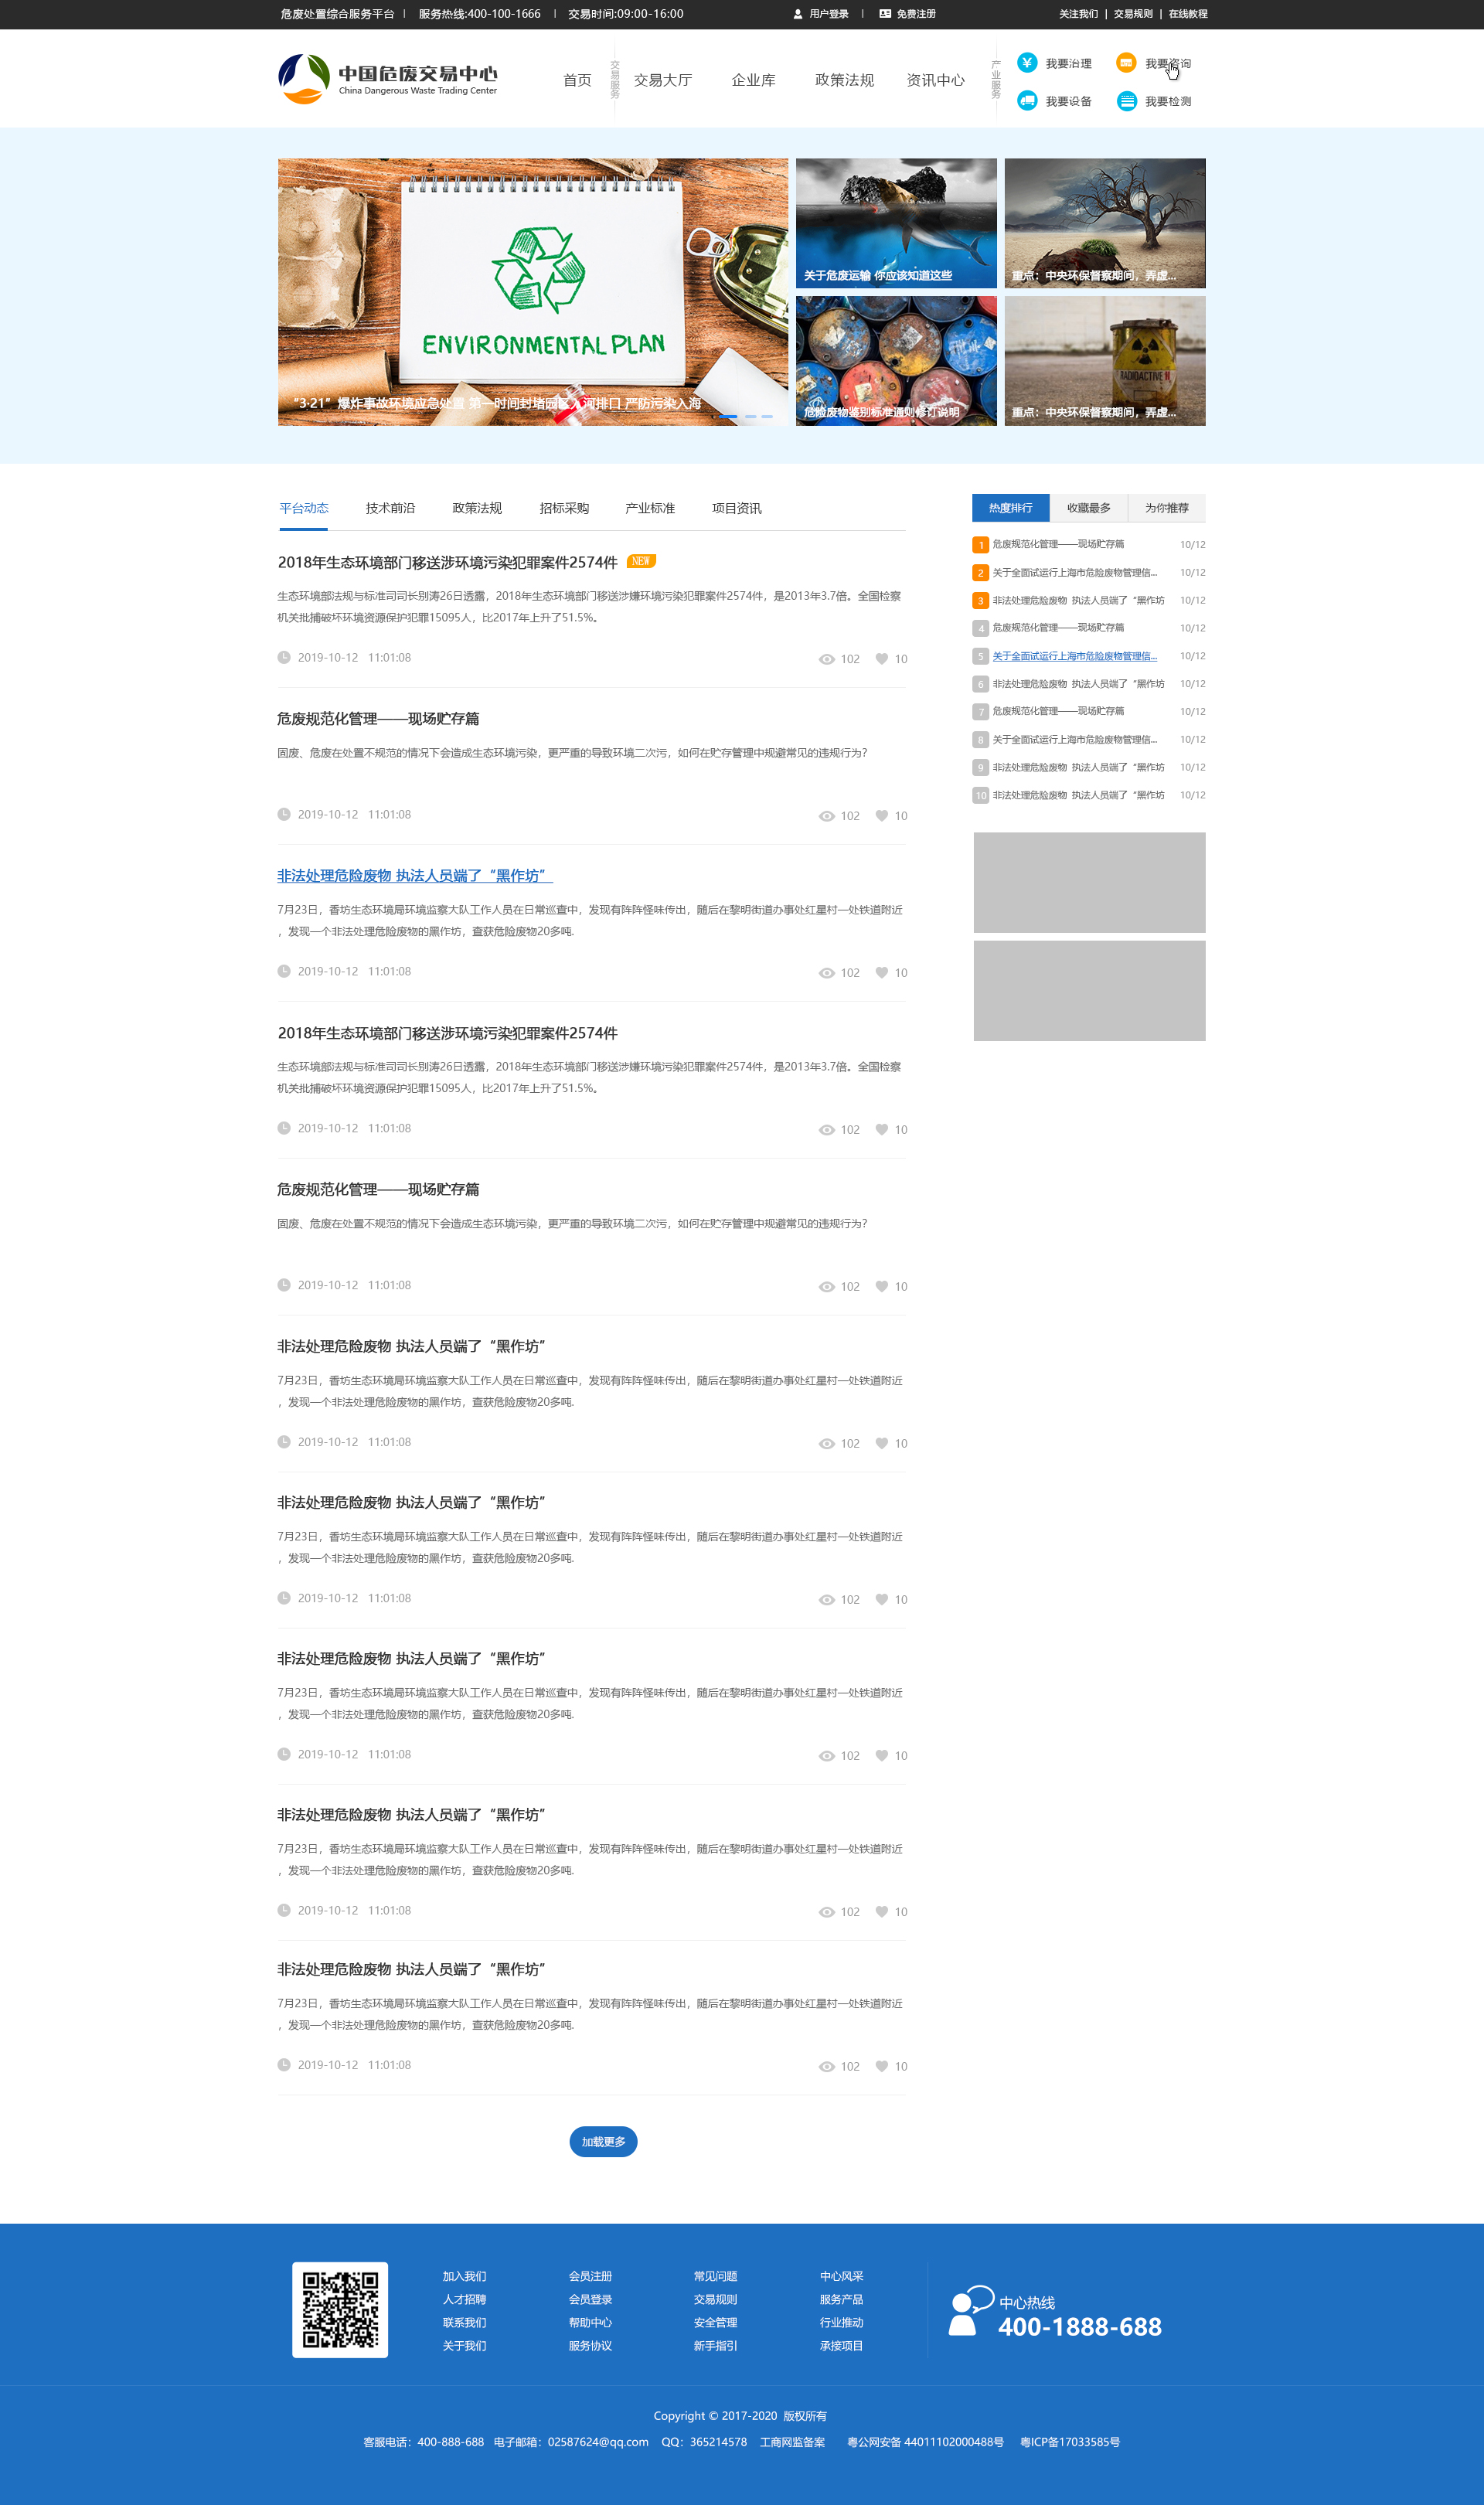 危废处置综合服务平台 | 服务热线:400-100-1666 | 交易时间:09:00-16:00 用户登录 | 免费注册 关注我们 | 交易规则 | 在线教程
中国危废交易中心
China Dangerous Waste Trading Center
首页 交易服务 交易大厅 企业库 政策法规 资讯中心 产业服务
我要治理 我要咨询
我要设备 我要检测
ENVIRONMENTAL PLAN
“3·21”爆炸事故环境应急处置 第一时间封堵园区入河排口 严防污染入海
关于危废运输 你应该知道这些
重点：中央环保督察期间，弄虚...
危险废物鉴别标准通则修订说明
RADIOACTIVE
重点：中央环保督察期间，弄虚...
平台动态 技术前沿 政策法规 招标采购 产业标准 项目资讯
2018年生态环境部门移送涉环境污染犯罪案件2574件 NEW
生态环境部法规与标准司司长别涛26日透露，2018年生态环境部门移送涉嫌环境污染犯罪案件2574件，是2013年3.7倍。全国检察
机关批捕破坏环境资源保护犯罪15095人，比2017年上升了51.5%。
2019-10-12 11:01:08 102 10
危废规范化管理——现场贮存篇
固废、危废在处置不规范的情况下会造成生态环境污染，更严重的导致环境二次污，如何在贮存管理中规避常见的违规行为？
2019-10-12 11:01:08 102 10
非法处理危险废物 执法人员端了“黑作坊”
7月23日，香坊生态环境局环境监察大队工作人员在日常巡查中，发现有阵阵怪味传出，随后在黎明街道办事处红星村一处铁道附近
，发现一个非法处理危险废物的黑作坊，查获危险废物20多吨.
2019-10-12 11:01:08 102 10
2018年生态环境部门移送涉环境污染犯罪案件2574件
生态环境部法规与标准司司长别涛26日透露，2018年生态环境部门移送涉嫌环境污染犯罪案件2574件，是2013年3.7倍。全国检察
机关批捕破坏环境资源保护犯罪15095人，比2017年上升了51.5%。
2019-10-12 11:01:08 102 10
危废规范化管理——现场贮存篇
固废、危废在处置不规范的情况下会造成生态环境污染，更严重的导致环境二次污，如何在贮存管理中规避常见的违规行为？
2019-10-12 11:01:08 102 10
非法处理危险废物 执法人员端了“黑作坊”
7月23日，香坊生态环境局环境监察大队工作人员在日常巡查中，发现有阵阵怪味传出，随后在黎明街道办事处红星村一处铁道附近
，发现一个非法处理危险废物的黑作坊，查获危险废物20多吨.
2019-10-12 11:01:08 102 10
非法处理危险废物 执法人员端了“黑作坊”
7月23日，香坊生态环境局环境监察大队工作人员在日常巡查中，发现有阵阵怪味传出，随后在黎明街道办事处红星村一处铁道附近
，发现一个非法处理危险废物的黑作坊，查获危险废物20多吨.
2019-10-12 11:01:08 102 10
非法处理危险废物 执法人员端了“黑作坊”
7月23日，香坊生态环境局环境监察大队工作人员在日常巡查中，发现有阵阵怪味传出，随后在黎明街道办事处红星村一处铁道附近
，发现一个非法处理危险废物的黑作坊，查获危险废物20多吨.
2019-10-12 11:01:08 102 10
非法处理危险废物 执法人员端了“黑作坊”
7月23日，香坊生态环境局环境监察大队工作人员在日常巡查中，发现有阵阵怪味传出，随后在黎明街道办事处红星村一处铁道附近
，发现一个非法处理危险废物的黑作坊，查获危险废物20多吨.
2019-10-12 11:01:08 102 10
非法处理危险废物 执法人员端了“黑作坊”
7月23日，香坊生态环境局环境监察大队工作人员在日常巡查中，发现有阵阵怪味传出，随后在黎明街道办事处红星村一处铁道附近
，发现一个非法处理危险废物的黑作坊，查获危险废物20多吨.
2019-10-12 11:01:08 102 10
加载更多
热度排行 收藏最多 为你推荐
1 危废规范化管理——现场贮存篇 10/12
2 关于全面试运行上海市危险废物管理信... 10/12
3 非法处理危险废物 执法人员端了“黑作坊 10/12
4 危废规范化管理——现场贮存篇 10/12
5 关于全面试运行上海市危险废物管理信... 10/12
6 非法处理危险废物 执法人员端了“黑作坊 10/12
7 危废规范化管理——现场贮存篇 10/12
8 关于全面试运行上海市危险废物管理信... 10/12
9 非法处理危险废物 执法人员端了“黑作坊 10/12
10 非法处理危险废物 执法人员端了“黑作坊 10/12
加入我们 会员注册 常见问题 中心风采
人才招聘 会员登录 交易规则 服务产品
联系我们 帮助中心 安全管理 行业推动
关于我们 服务协议 新手指引 承接项目
中心热线
400-1888-688
Copyright © 2017-2020 版权所有
客服电话：400-888-688 电子邮箱：02587624@qq.com QQ：365214578 工商网监备案 粤公网安备 44011102000488号 粤ICP备17033585号